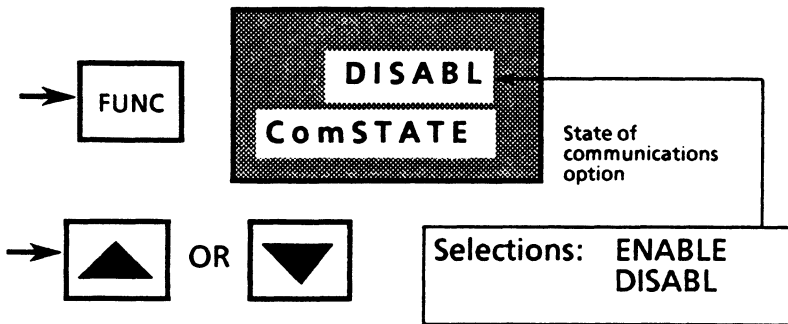 FUNC
DISABL
ComSTATE
State of
communications
option
OR
Selections: ENABLE
DISABL